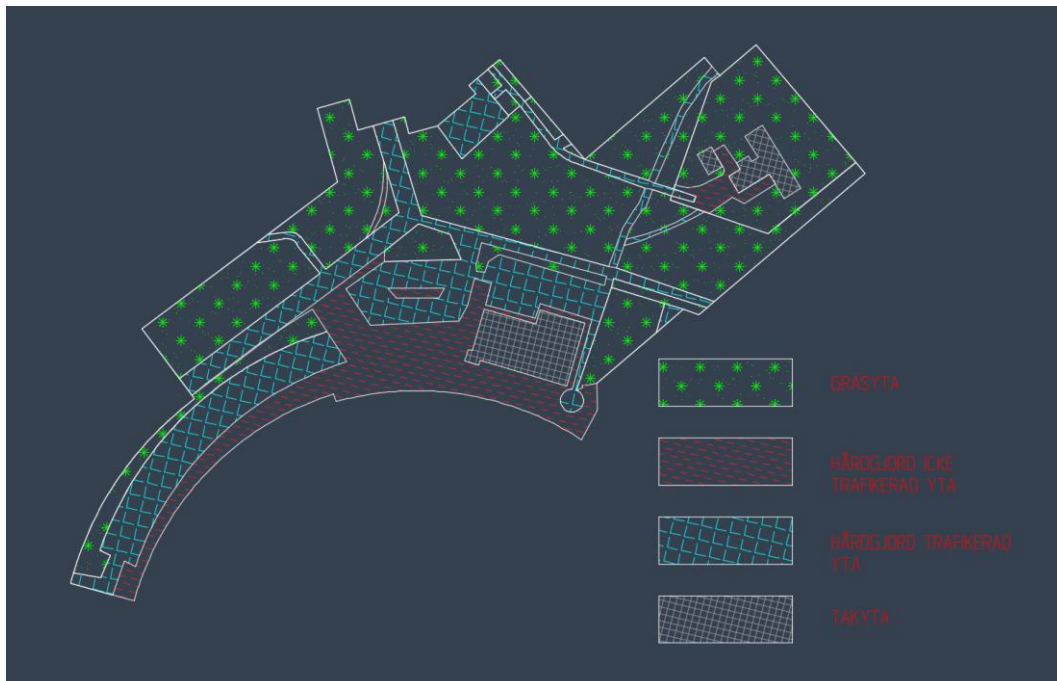 GRÄSYTA
HÅRDGJORD ICKE
TRAFIKERAD YTA
HÅRDGJORD TRAFIKERAD
YTA
TAKYTA